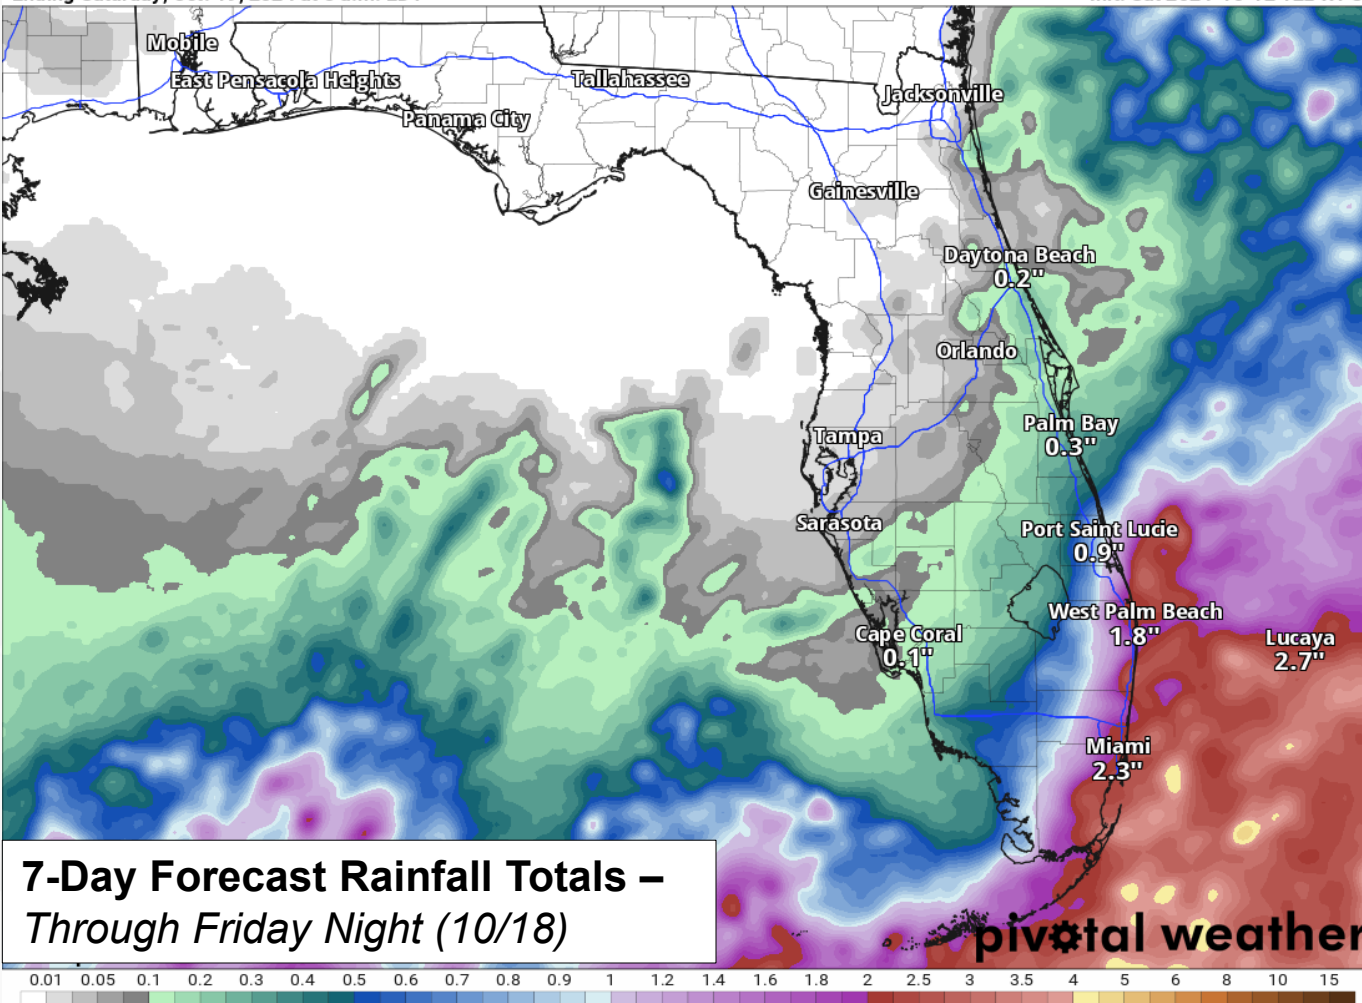 Mobile
East Pensacola Heights
Tallahassee
Jacksonville
Panama City
Gainesville
Daytona Beach
0.2"
Orlando
Palm Bay
0.3"
Tampa
Sarasota
Port Saint Lucie
0.9"
West Palm Beach
1.8"
Lucaya
2.7"
Cape Coral
0.1"
Miami
2.3"
7-Day Forecast Rainfall Totals –
Through Friday Night (10/18)
pivotal weather
0.01 0.05 0.1 0.2 0.3 0.4 0.5 0.6 0.7 0.8 0.9 1 1.2 1.4 1.6 1.8 2 2.5 3 3.5 4 5 6 8 10 15